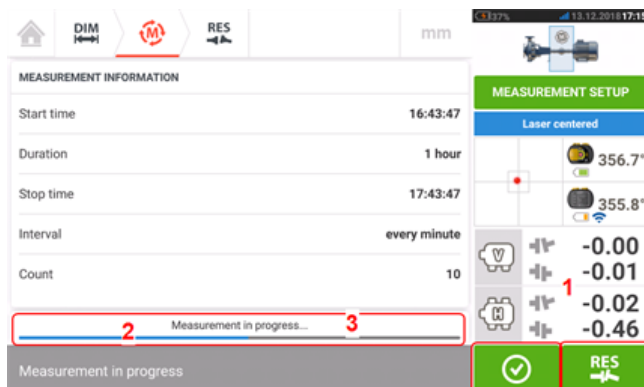 37% 13.12.2018 17:15
DIM
M
RES
mm
MEASUREMENT INFORMATION
Start time 16:43:47
Duration 1 hour
Stop time 17:43:47
Interval every minute
Count 10
Measurement in progress...
2 3
Measurement in progress
MEASUREMENT SETUP
Laser centered
356.7°
355.8°
V
-0.00
-0.01
1
H
-0.02
-0.46
RES